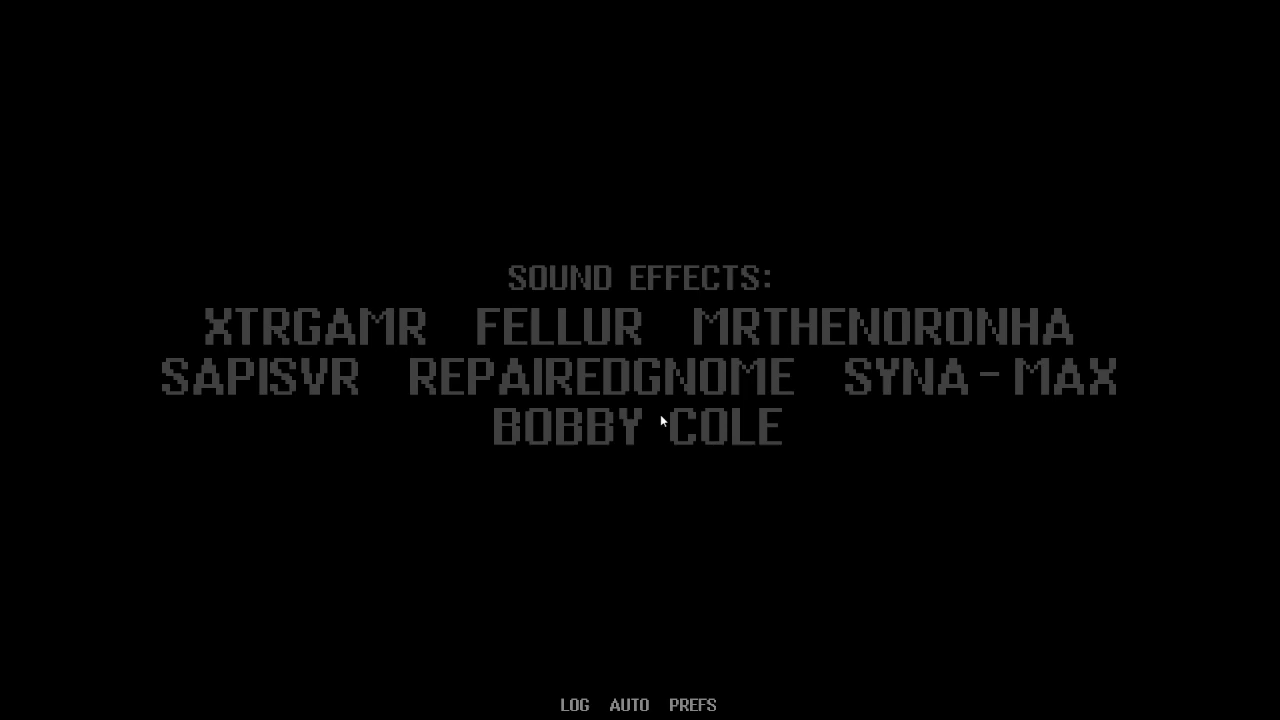 SOUND EFFECTS:
XTRGAMR FELLUR MRTHENORONHA
SAPISVR REPAIREDGNOME SYNA-MAX
BOBBY COLE
LOG AUTO PREFS